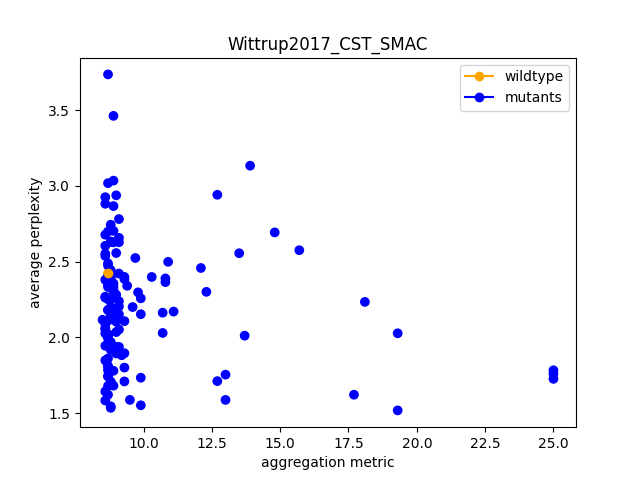 Wittrup2017_CST_SMAC
wildtype
mutants
average perplexity
3.5
3.0
2.5
2.0
1.5
10.0 12.5 15.0 17.5 20.0 22.5 25.0
aggregation metric